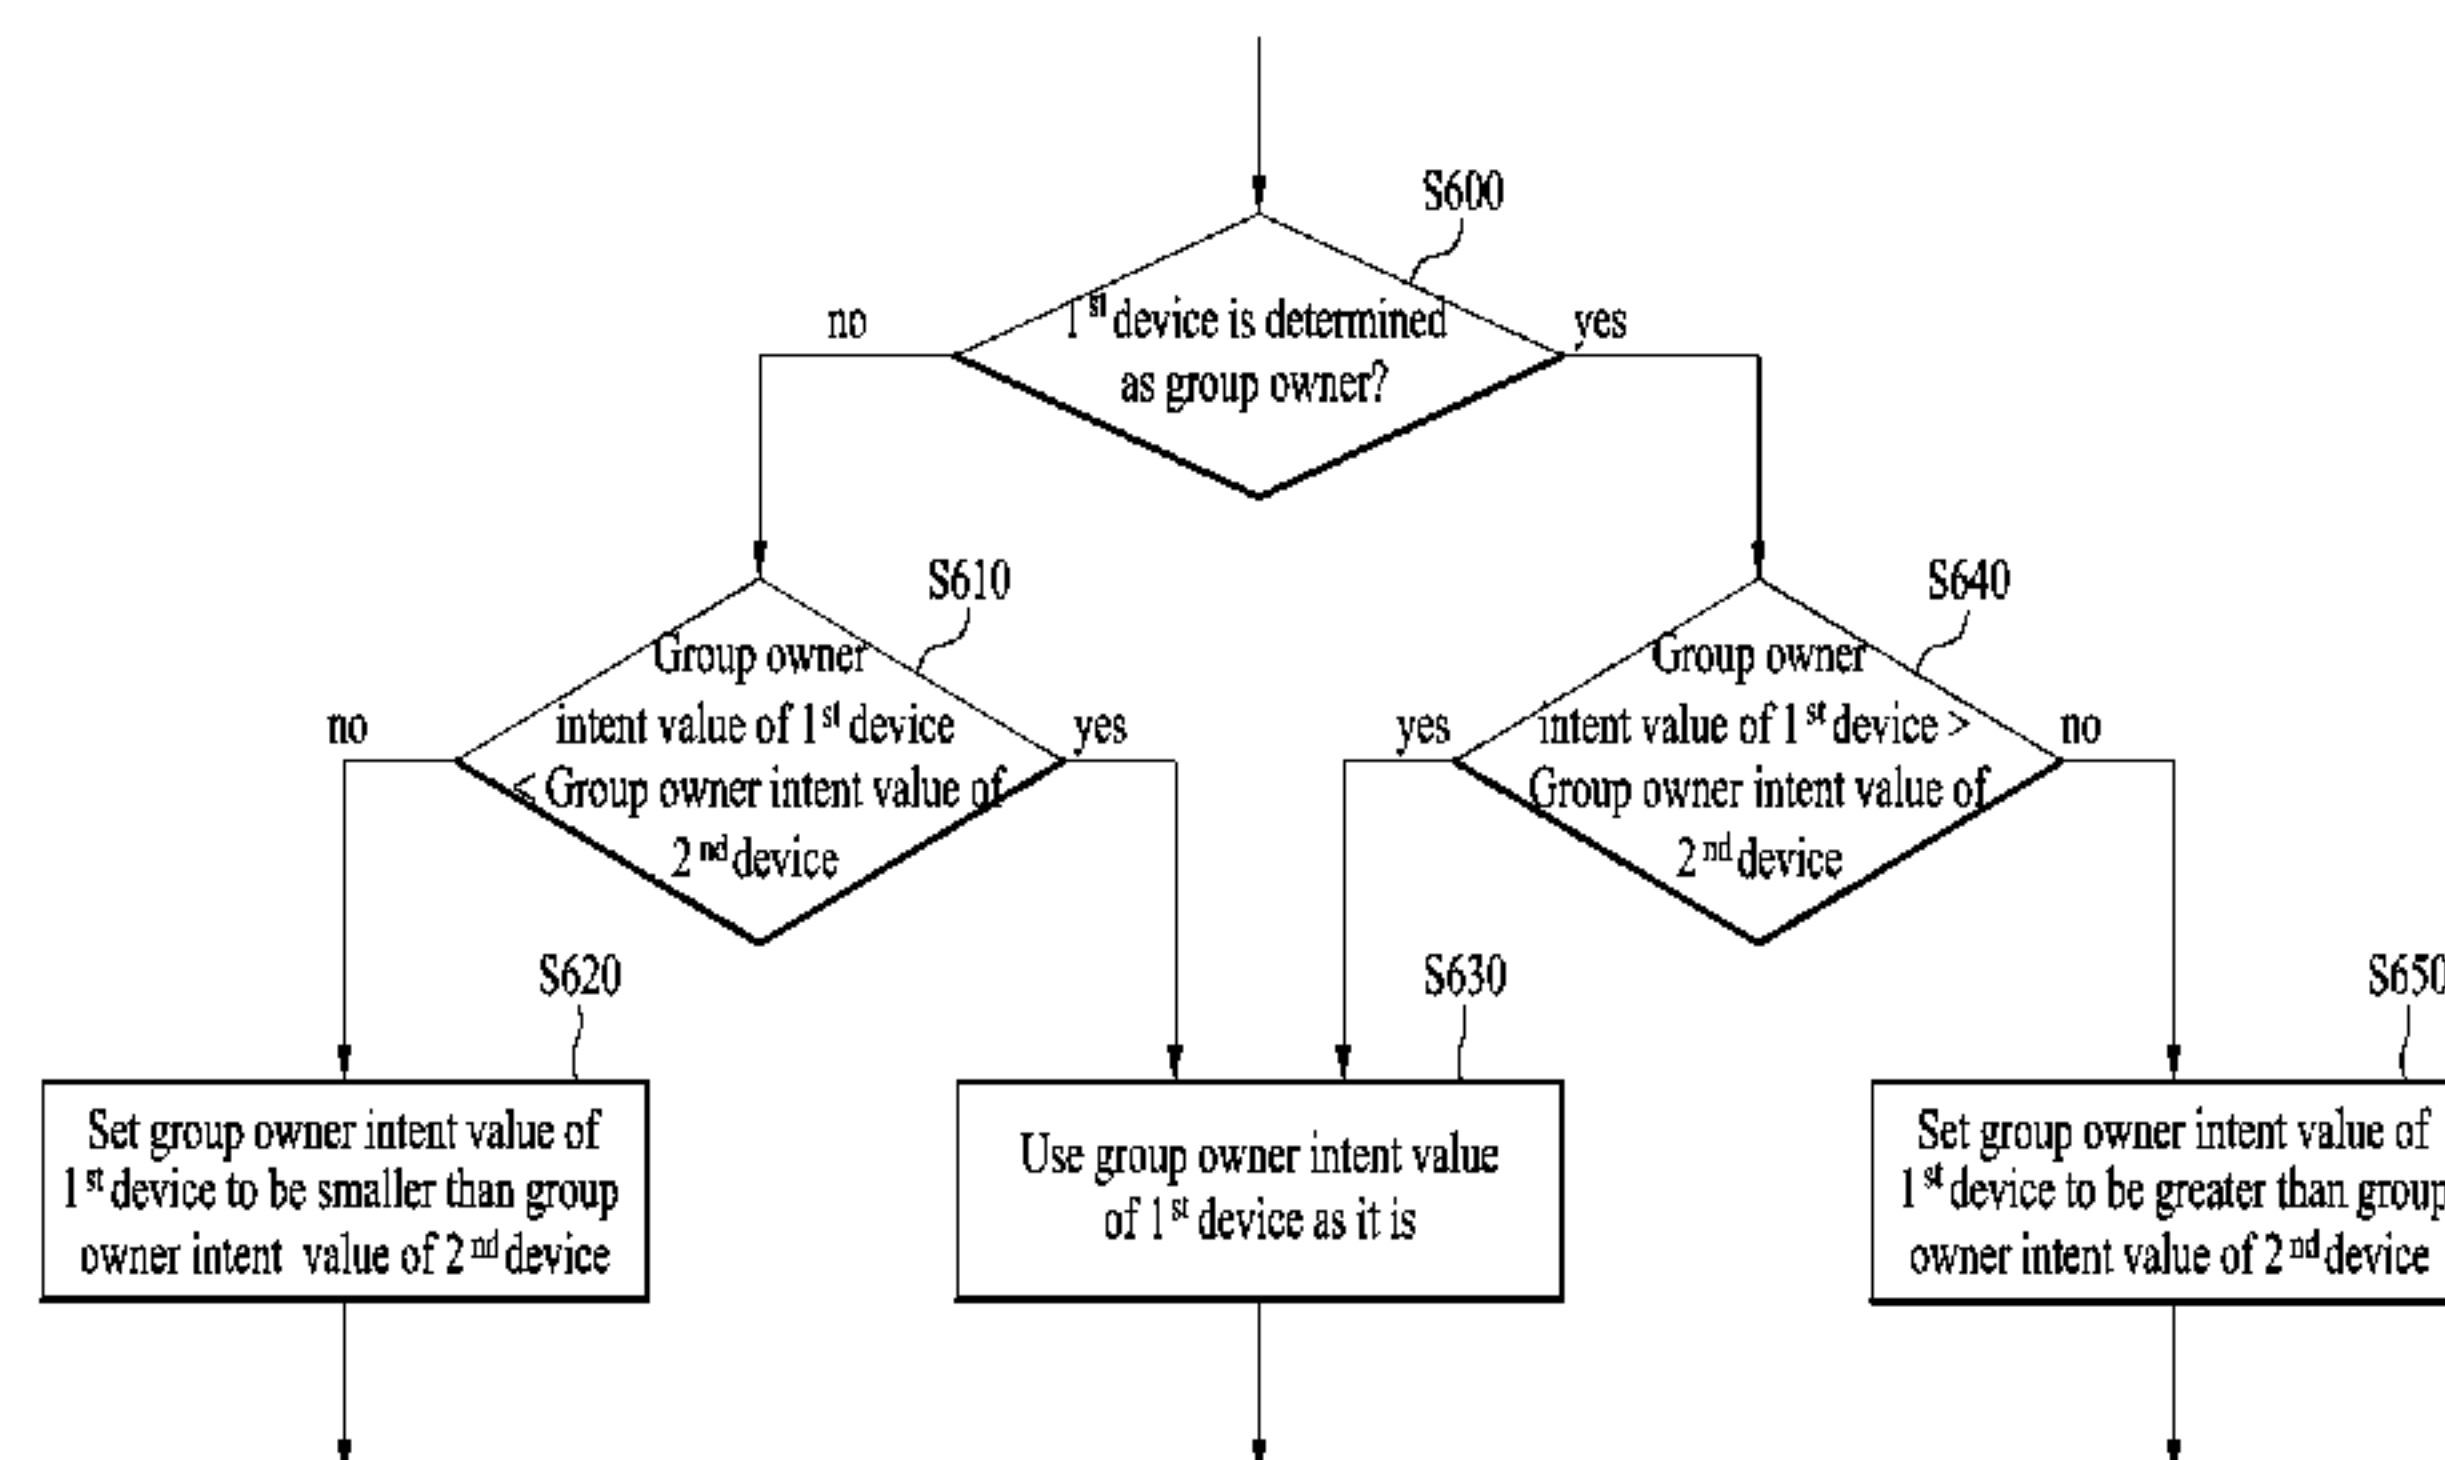 S600
no
1st device is determined
as group owner?
yes
S610
S640
Group owner
intent value of 1st device
< Group owner intent value of
2nd device
no
yes
Group owner
intent value of 1st device >
Group owner intent value of
2nd device
yes
no
S620
S630
S650
Set group owner intent value of
1st device to be smaller than group
owner intent value of 2nd device
Use group owner intent value
of 1st device as it is
Set group owner intent value of
1st device to be greater than group
owner intent value of 2nd device